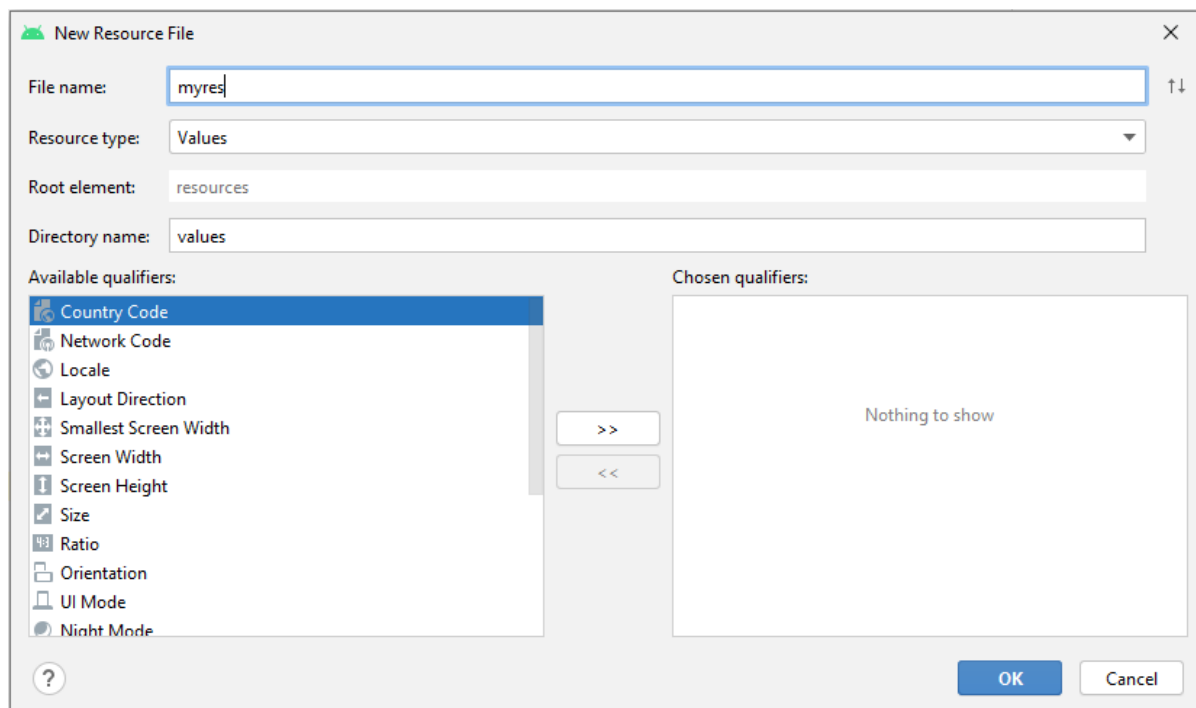 New Resource File
File name: myres
Resource type: Values
Root element: resources
Directory name: values
Available qualifiers:
Chosen qualifiers:
Country Code
Network Code
Locale
Layout Direction
Smallest Screen Width
Screen Width
Screen Height
Size
Ratio
Orientation
UI Mode
Night Mode
>>
<<
Nothing to show
?
OK
Cancel